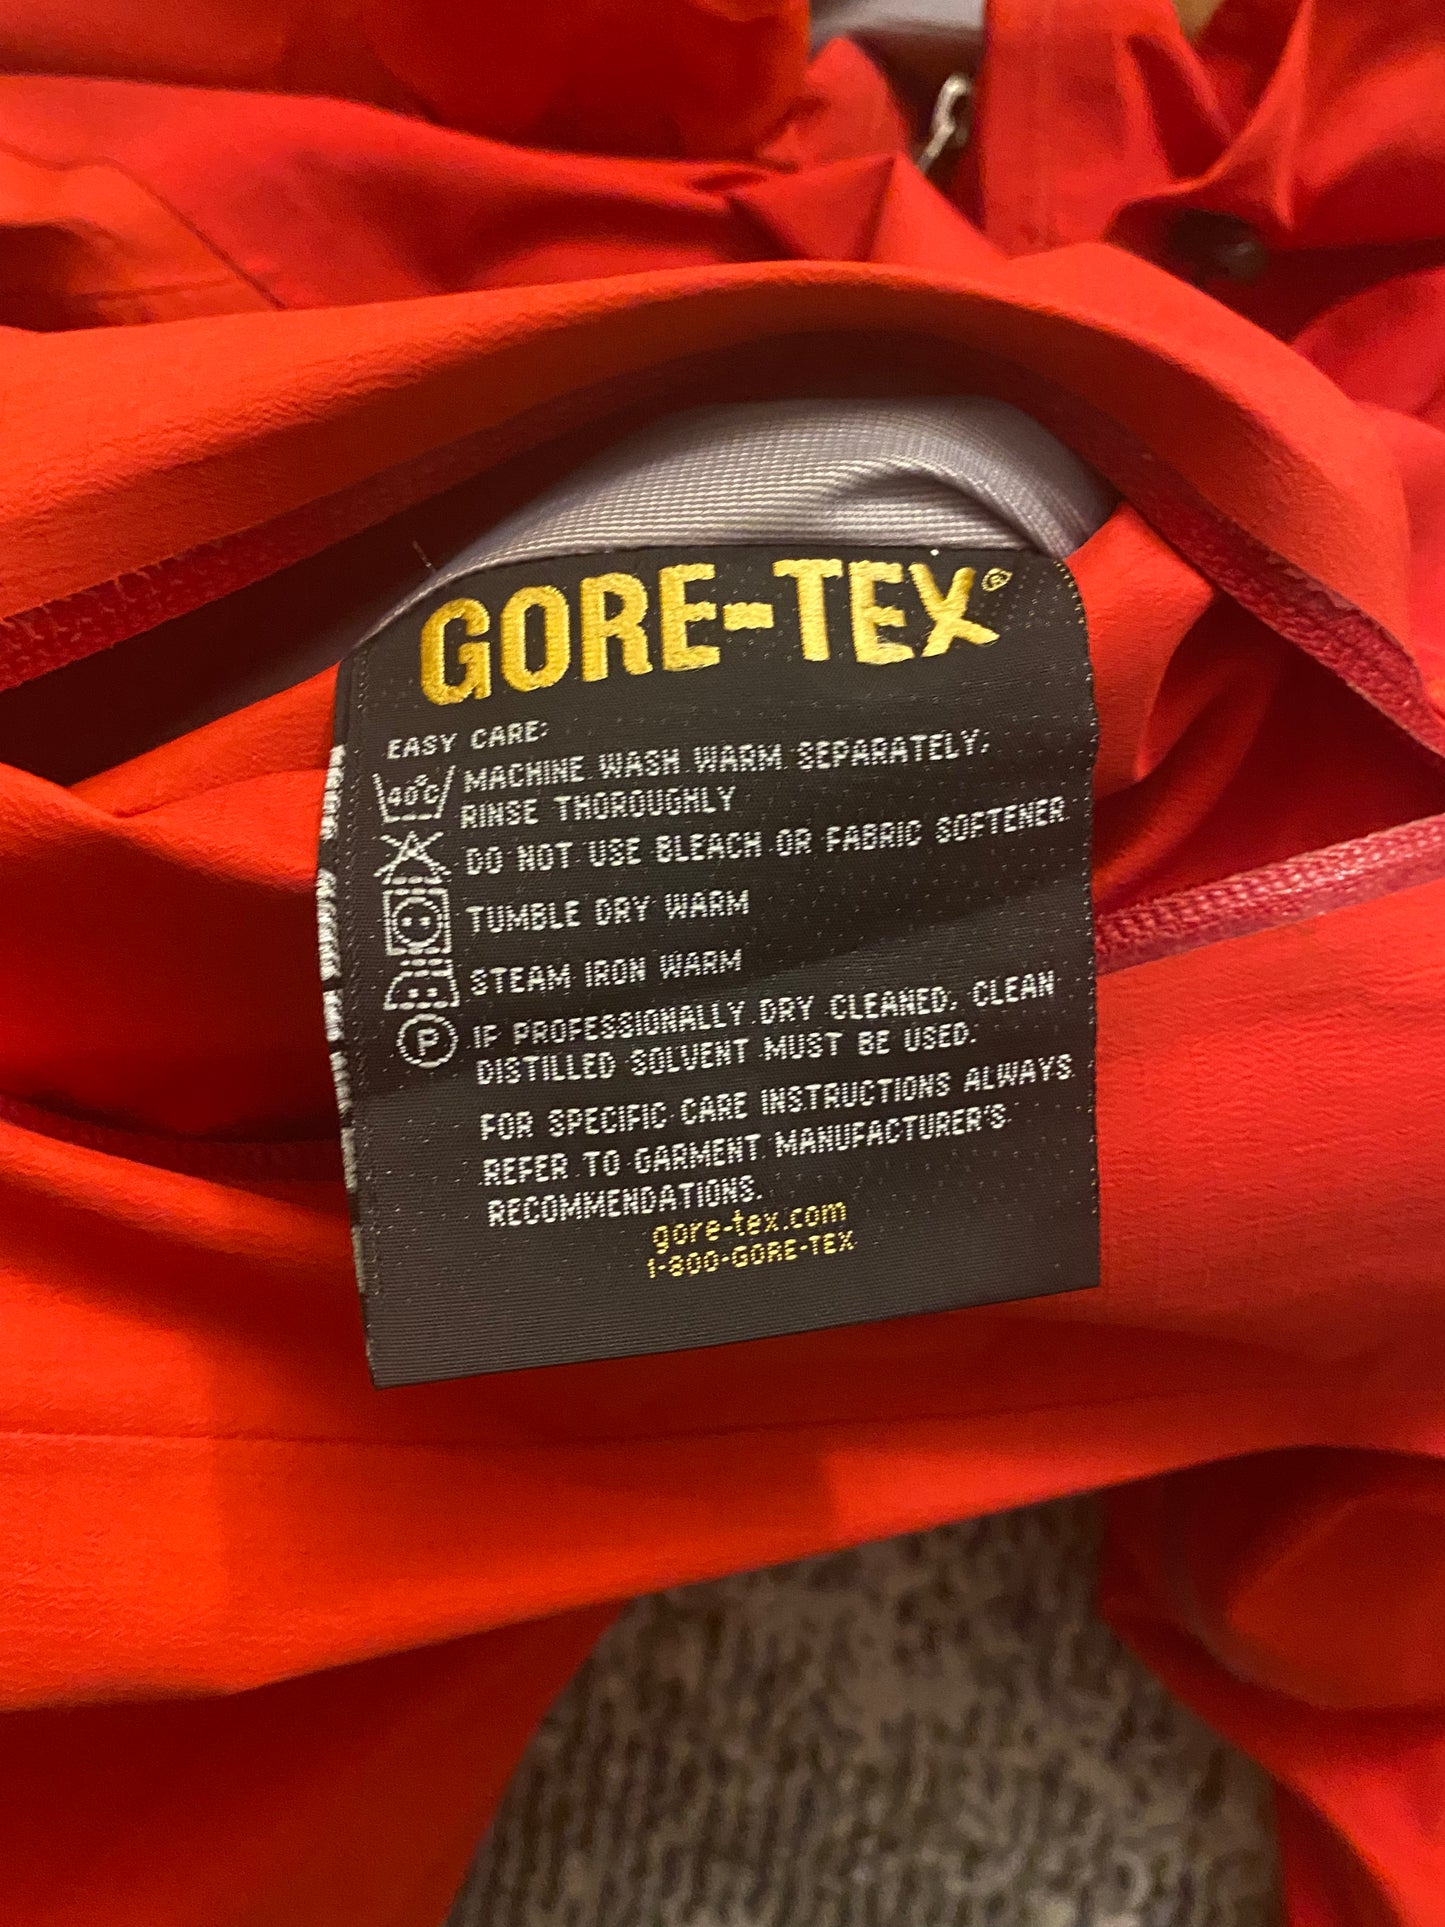 GORE-TEX®
EASY CARE:
40°C MACHINE WASH WARM SEPARATELY;
RINSE THOROUGHLY
DO NOT USE BLEACH OR FABRIC SOFTENER.
TUMBLE DRY WARM
STEAM IRON WARM
P IF PROFESSIONALLY DRY CLEANED, CLEAN
DISTILLED SOLVENT MUST BE USED.
FOR SPECIFIC CARE INSTRUCTIONS ALWAYS
REFER TO GARMENT MANUFACTURER'S
RECOMMENDATIONS.
gore-tex.com
1-800-GORE-TEX